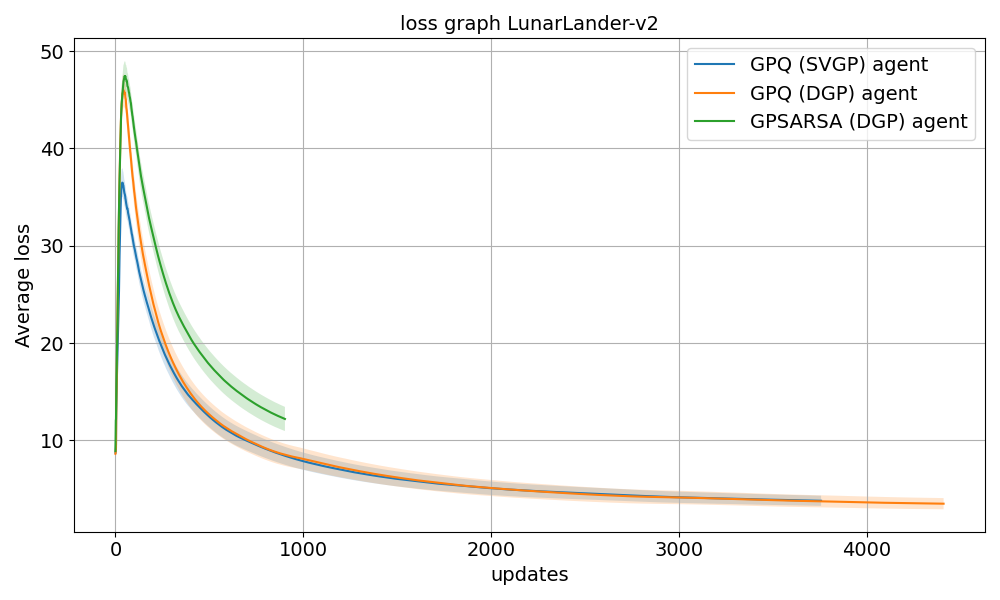 loss graph LunarLander-v2
50
40
30
20
10
Average loss
GPQ (SVGP) agent
GPQ (DGP) agent
GPSARSA (DGP) agent
0
1000
2000
3000
4000
updates